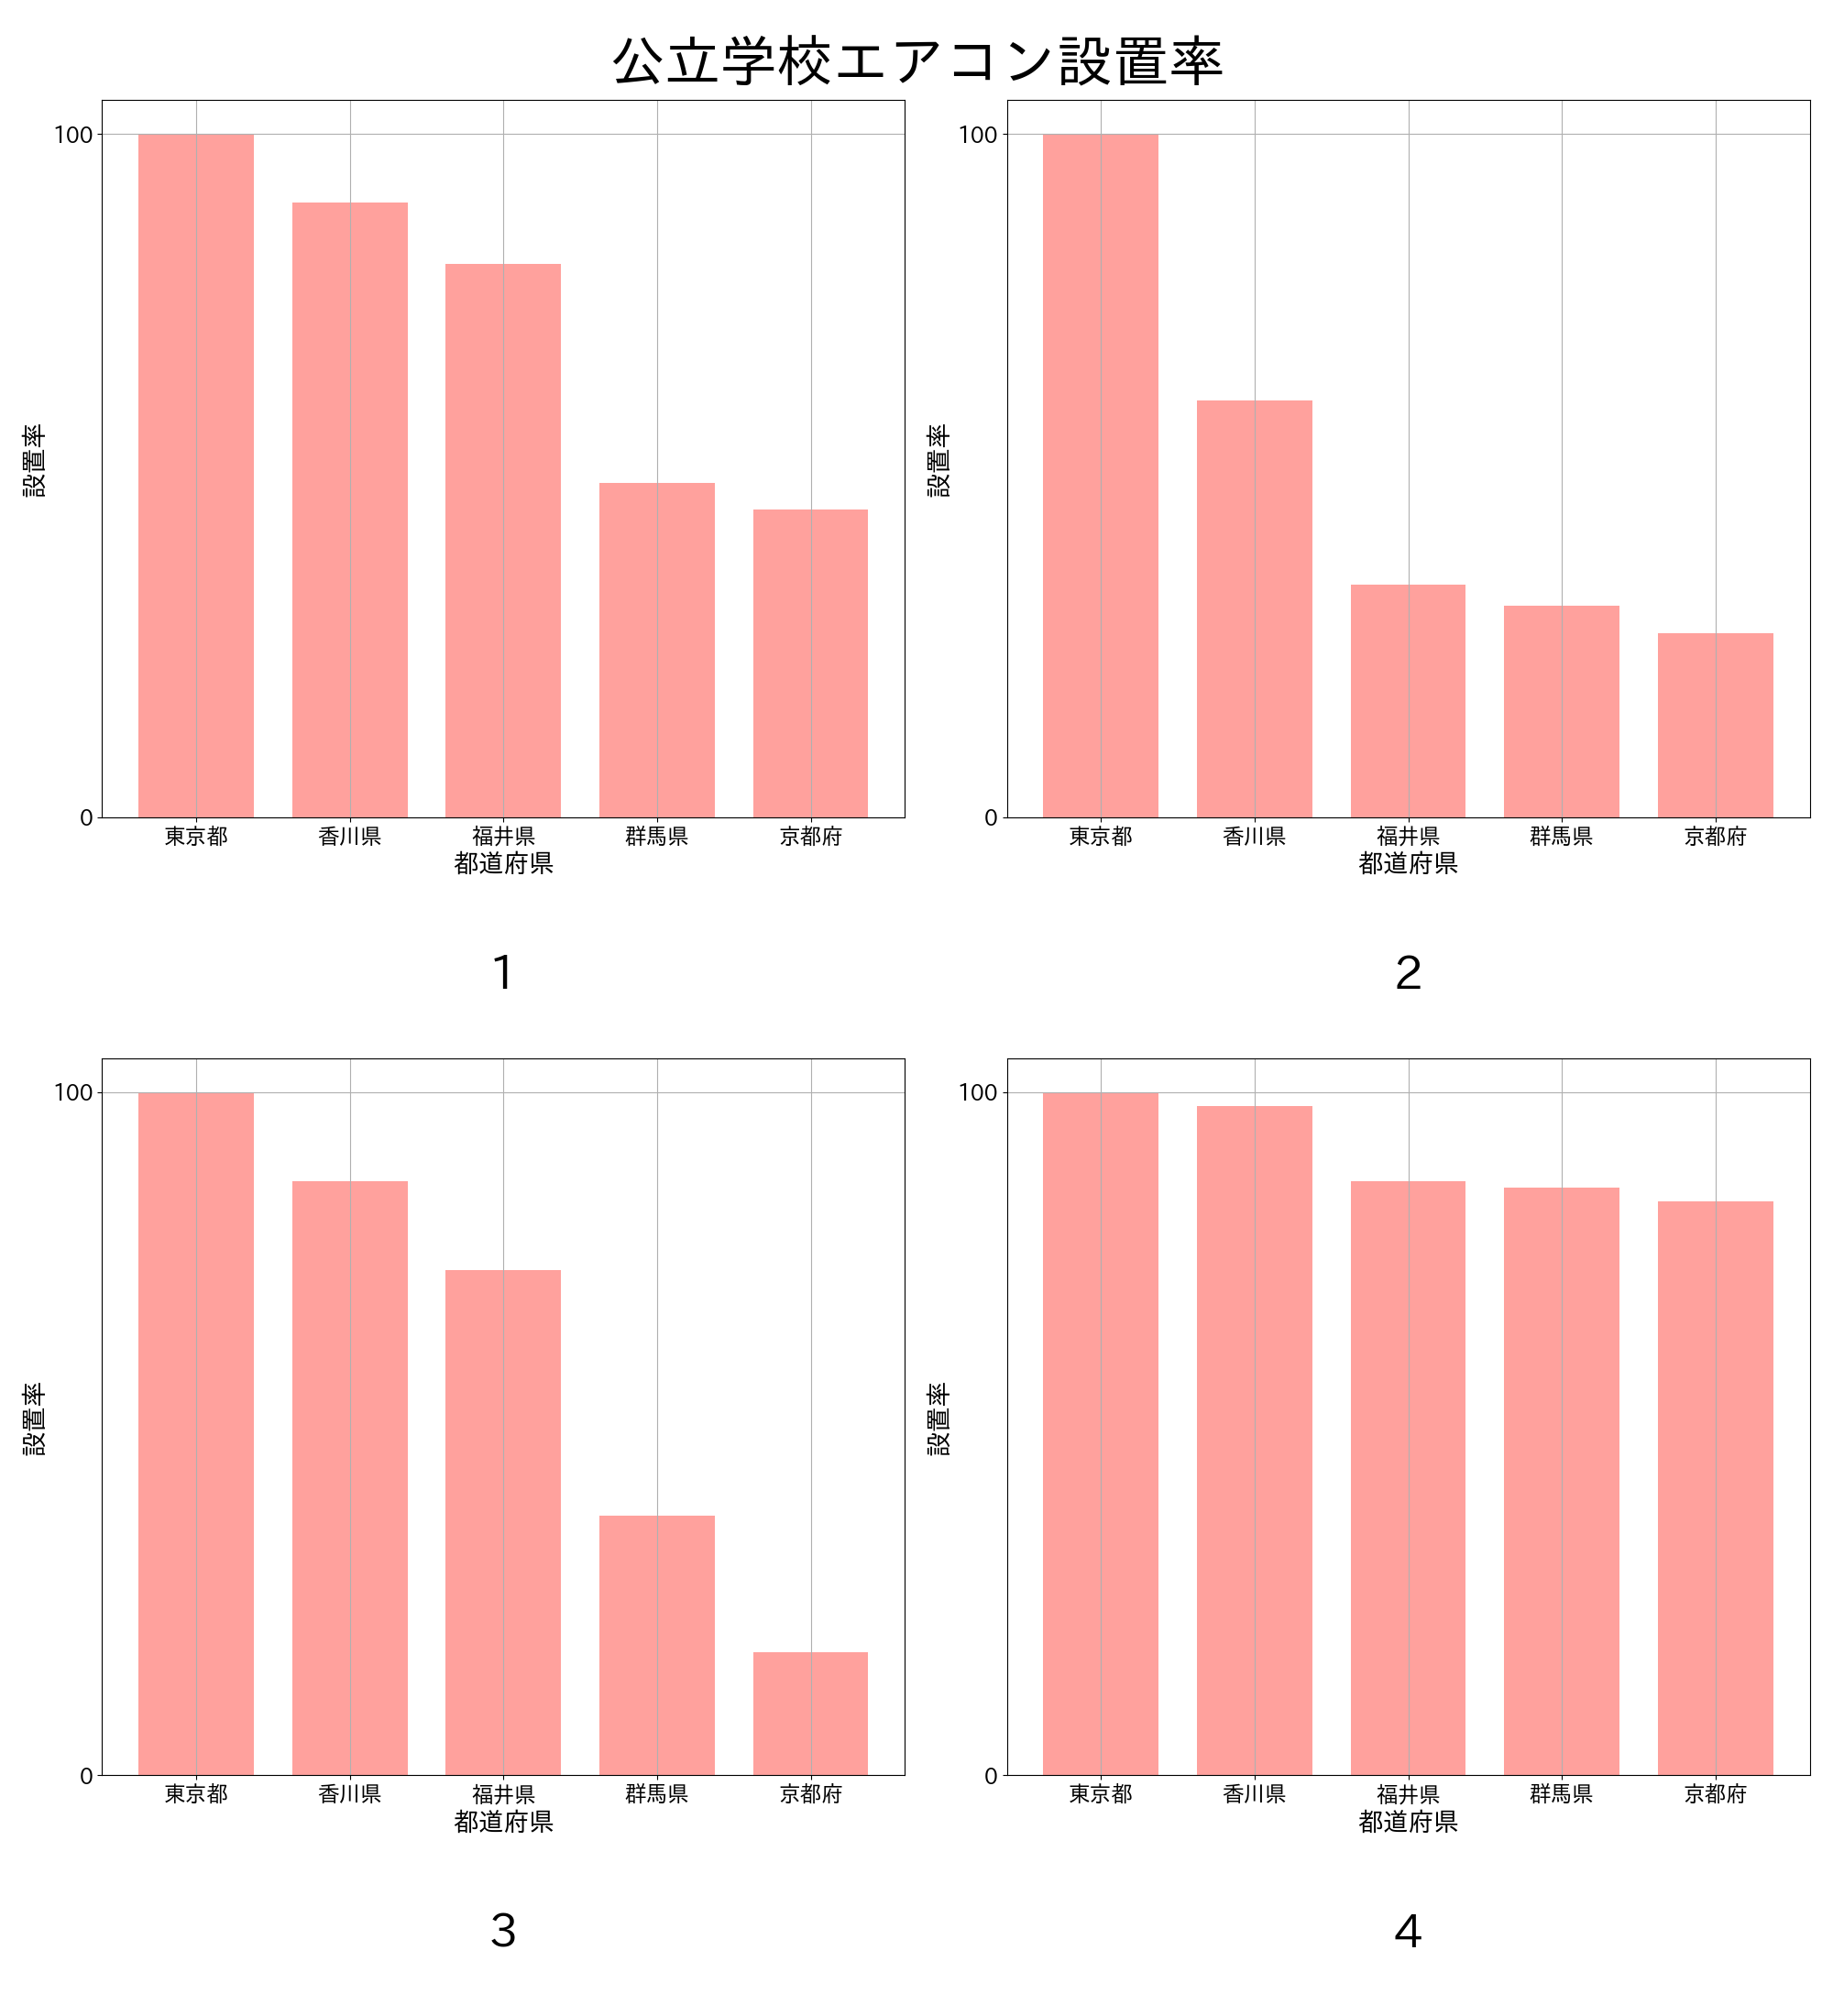 公立学校エアコン設置率
100
0
設置率
東京都 香川県 福井県 群馬県 京都府
都道府県
1
100
0
設置率
東京都 香川県 福井県 群馬県 京都府
都道府県
2
100
0
設置率
東京都 香川県 福井県 群馬県 京都府
都道府県
3
100
0
設置率
東京都 香川県 福井県 群馬県 京都府
都道府県
4